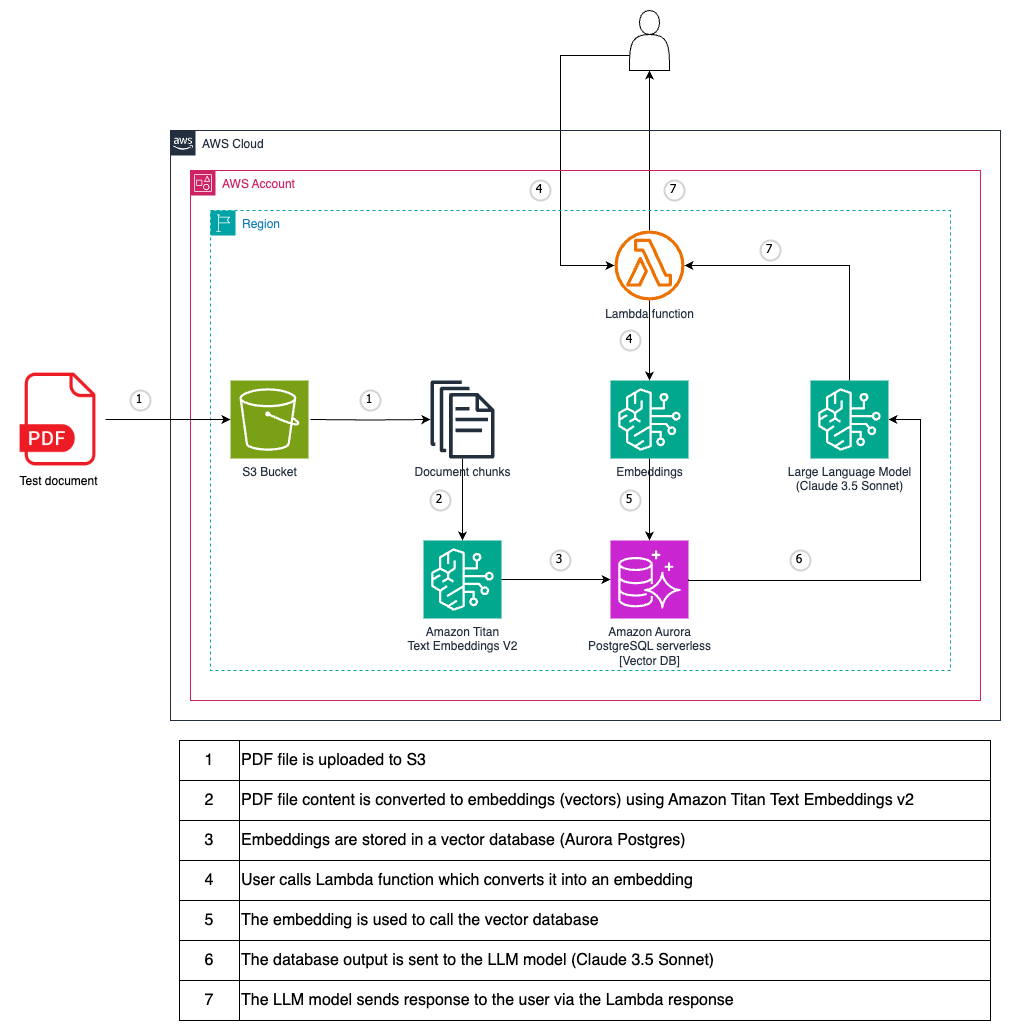 4
7
aws
AWS Cloud
AWS Account
Region
7
Lambda function
4
1
1
PDF
Test document
S3 Bucket
Document chunks
Embeddings
Large Language Model
(Claude 3.5 Sonnet)
2
5
3
6
Amazon Titan
Text Embeddings V2
Amazon Aurora
PostgreSQL serverless
[Vector DB]
1 PDF file is uploaded to S3
2 PDF file content is converted to embeddings (vectors) using Amazon Titan Text Embeddings v2
3 Embeddings are stored in a vector database (Aurora Postgres)
4 User calls Lambda function which converts it into an embedding
5 The embedding is used to call the vector database
6 The database output is sent to the LLM model (Claude 3.5 Sonnet)
7 The LLM model sends response to the user via the Lambda response